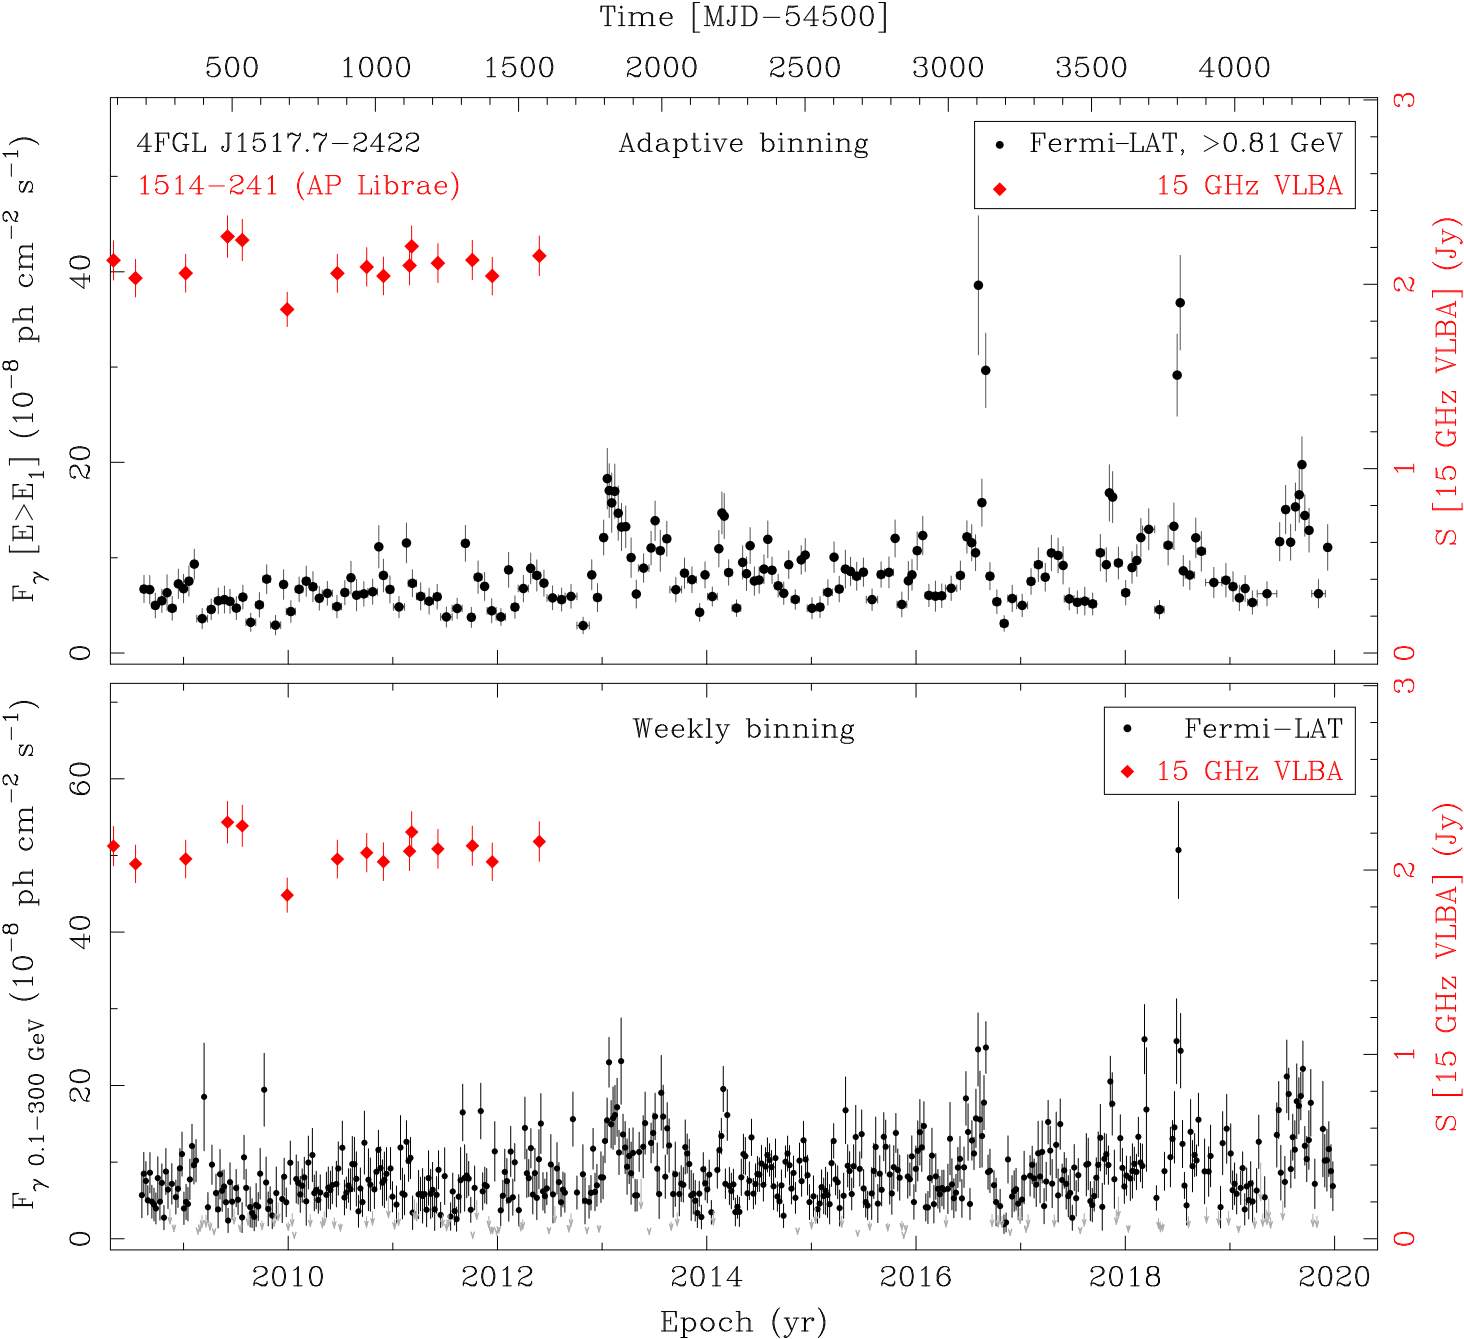 Time [MJD−54500]
500 1000 1500 2000 2500 3000 3500 4000
4FGL J1517.7−2422
1514−241 (AP Librae)
Adaptive binning
Fermi−LAT, >0.81 GeV
15 GHz VLBA
F_γ [E>E_1] (10^−8 ph cm^−2 s^−1)
40
20
0
3
2
1
0
S [15 GHz VLBA] (Jy)
Weekly binning
Fermi−LAT
15 GHz VLBA
F_γ 0.1−300 GeV (10^−8 ph cm^−2 s^−1)
60
40
20
0
3
2
1
0
S [15 GHz VLBA] (Jy)
2010 2012 2014 2016 2018 2020
Epoch (yr)